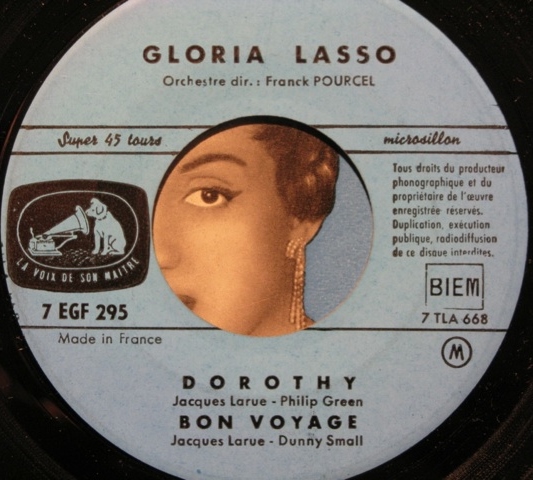 GLORIA LASSO
Orchestre dir. : Franck POURCEL
Super 45 tours
microsillon
Tous droits du producteur
phonographique et du
propriétaire de l'œuvre
enregistrée réservés.
Duplication, exécution
publique, radiodiffusion
de ce disque interdites.
LA VOIX DE SON MAITRE
BIEM
7 EGF 295
7 TLA 668
Made in France
M
DOROTHY
Jacques Larue - Philip Green
BON VOYAGE
Jacques Larue - Dunny Small